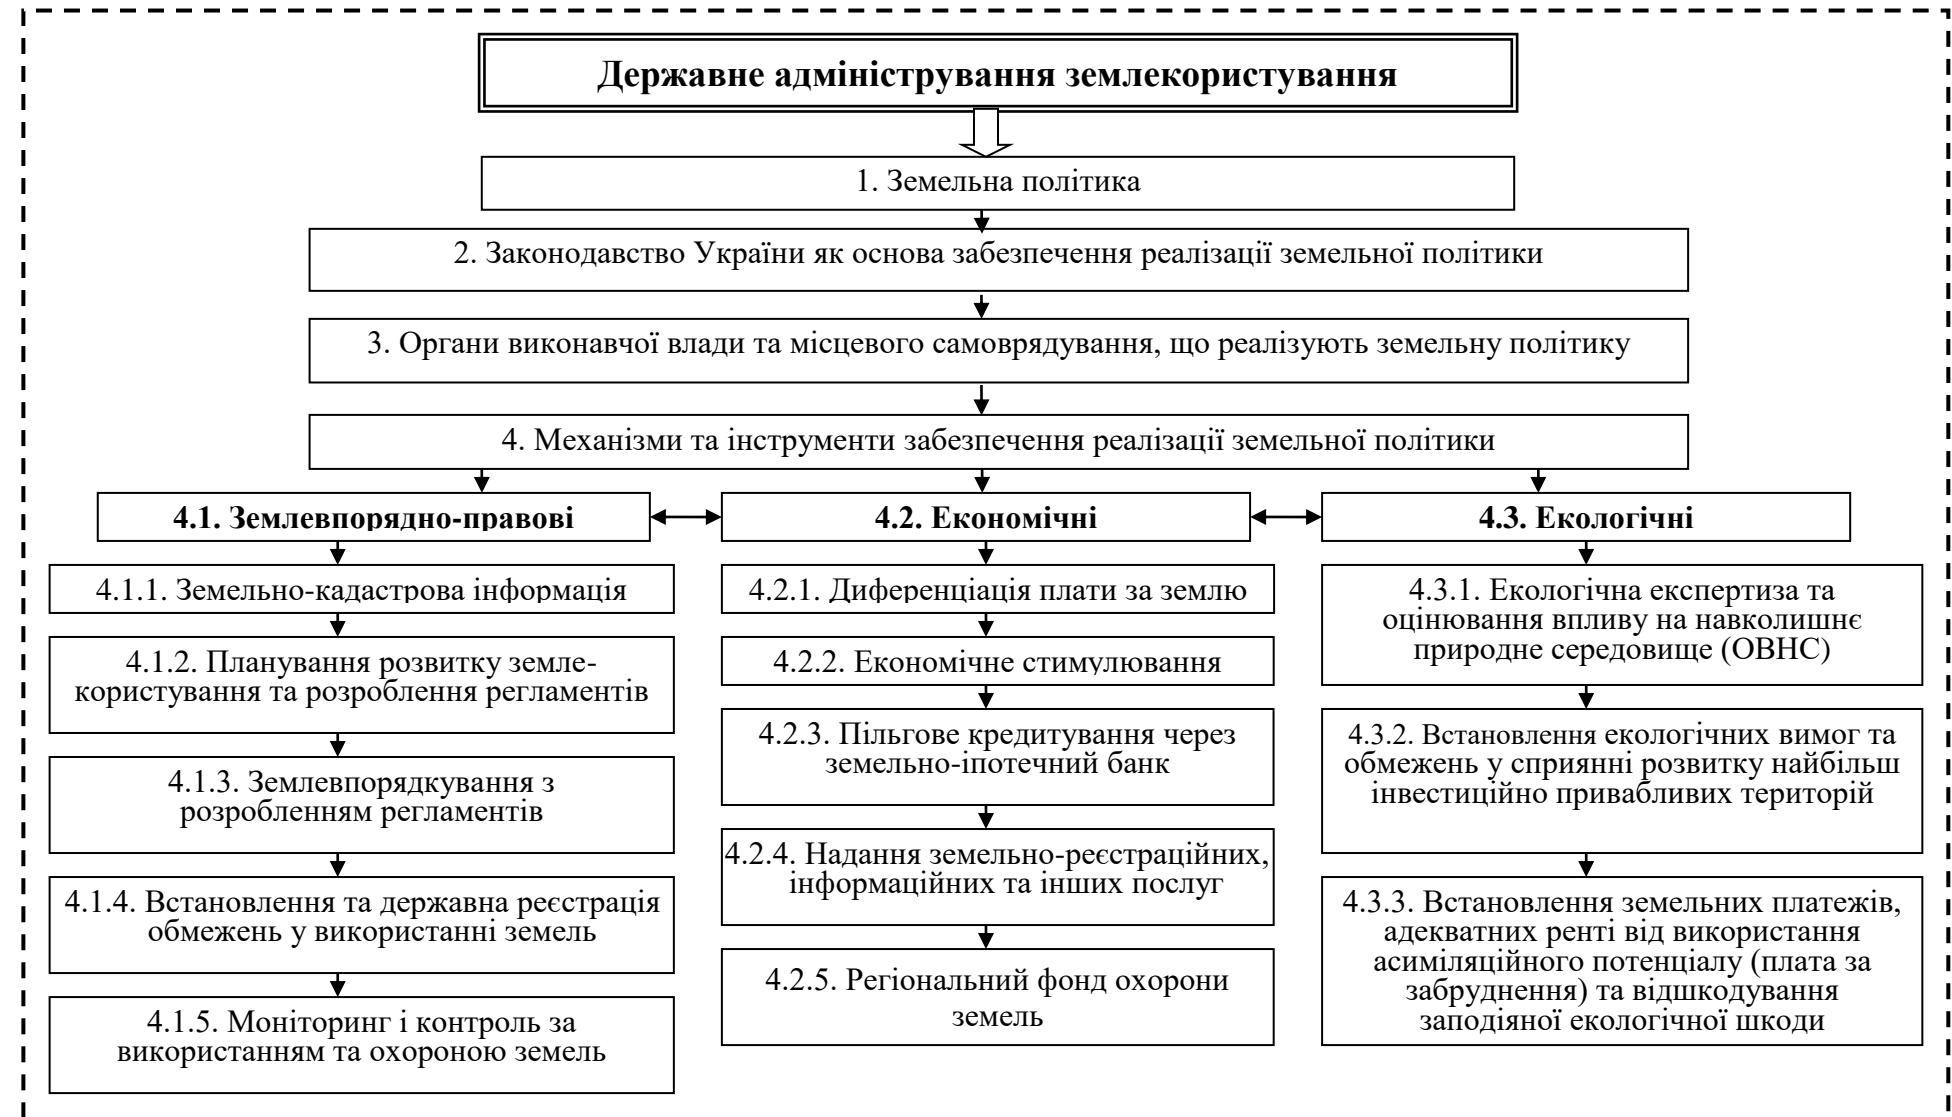 Державне адміністрування землекористування
1. Земельна політика
2. Законодавство України як основа забезпечення реалізації земельної політики
3. Органи виконавчої влади та місцевого самоврядування, що реалізують земельну політику
4. Механізми та інструменти забезпечення реалізації земельної політики
4.1. Землевпорядно-правові
4.1.1. Земельно-кадастрова інформація
4.1.2. Планування розвитку земле-
користування та розроблення регламентів
4.1.3. Землевпорядкування з
розробленням регламентів
4.1.4. Встановлення та державна реєстрація
обмежень у використанні земель
4.1.5. Моніторинг і контроль за
використанням та охороною земель
4.2. Економічні
4.2.1. Диференціація плати за землю
4.2.2. Економічне стимулювання
4.2.3. Пільгове кредитування через
земельно-іпотечний банк
4.2.4. Надання земельно-реєстраційних,
інформаційних та інших послуг
4.2.5. Регіональний фонд охорони
земель
4.3. Екологічні
4.3.1. Екологічна експертиза та
оцінювання впливу на навколишнє
природне середовище (ОВНС)
4.3.2. Встановлення екологічних вимог та
обмежень у сприянні розвитку найбільш
інвестиційно привабливих територій
4.3.3. Встановлення земельних платежів,
адекватних ренті від використання
асиміляційного потенціалу (плата за
забруднення) та відшкодування
заподіяної екологічної шкоди